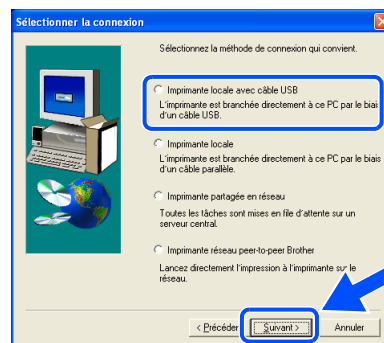 Sélectionner la connexion
Sélectionnez la méthode de connexion qui convient.
Imprimante locale avec câble USB
L'imprimante est branchée directement à ce PC par le biais
d'un câble USB.
Imprimante locale
L'imprimante est branchée directement à ce PC par le biais
d'un câble parallèle.
Imprimante partagée en réseau
Toutes les tâches sont mises en file d'attente sur un
serveur central.
Imprimante réseau peer-to-peer Brother
Lancez directement l'impression à l'imprimante sur le
réseau.
< Précéder
Suivant >
Annuler